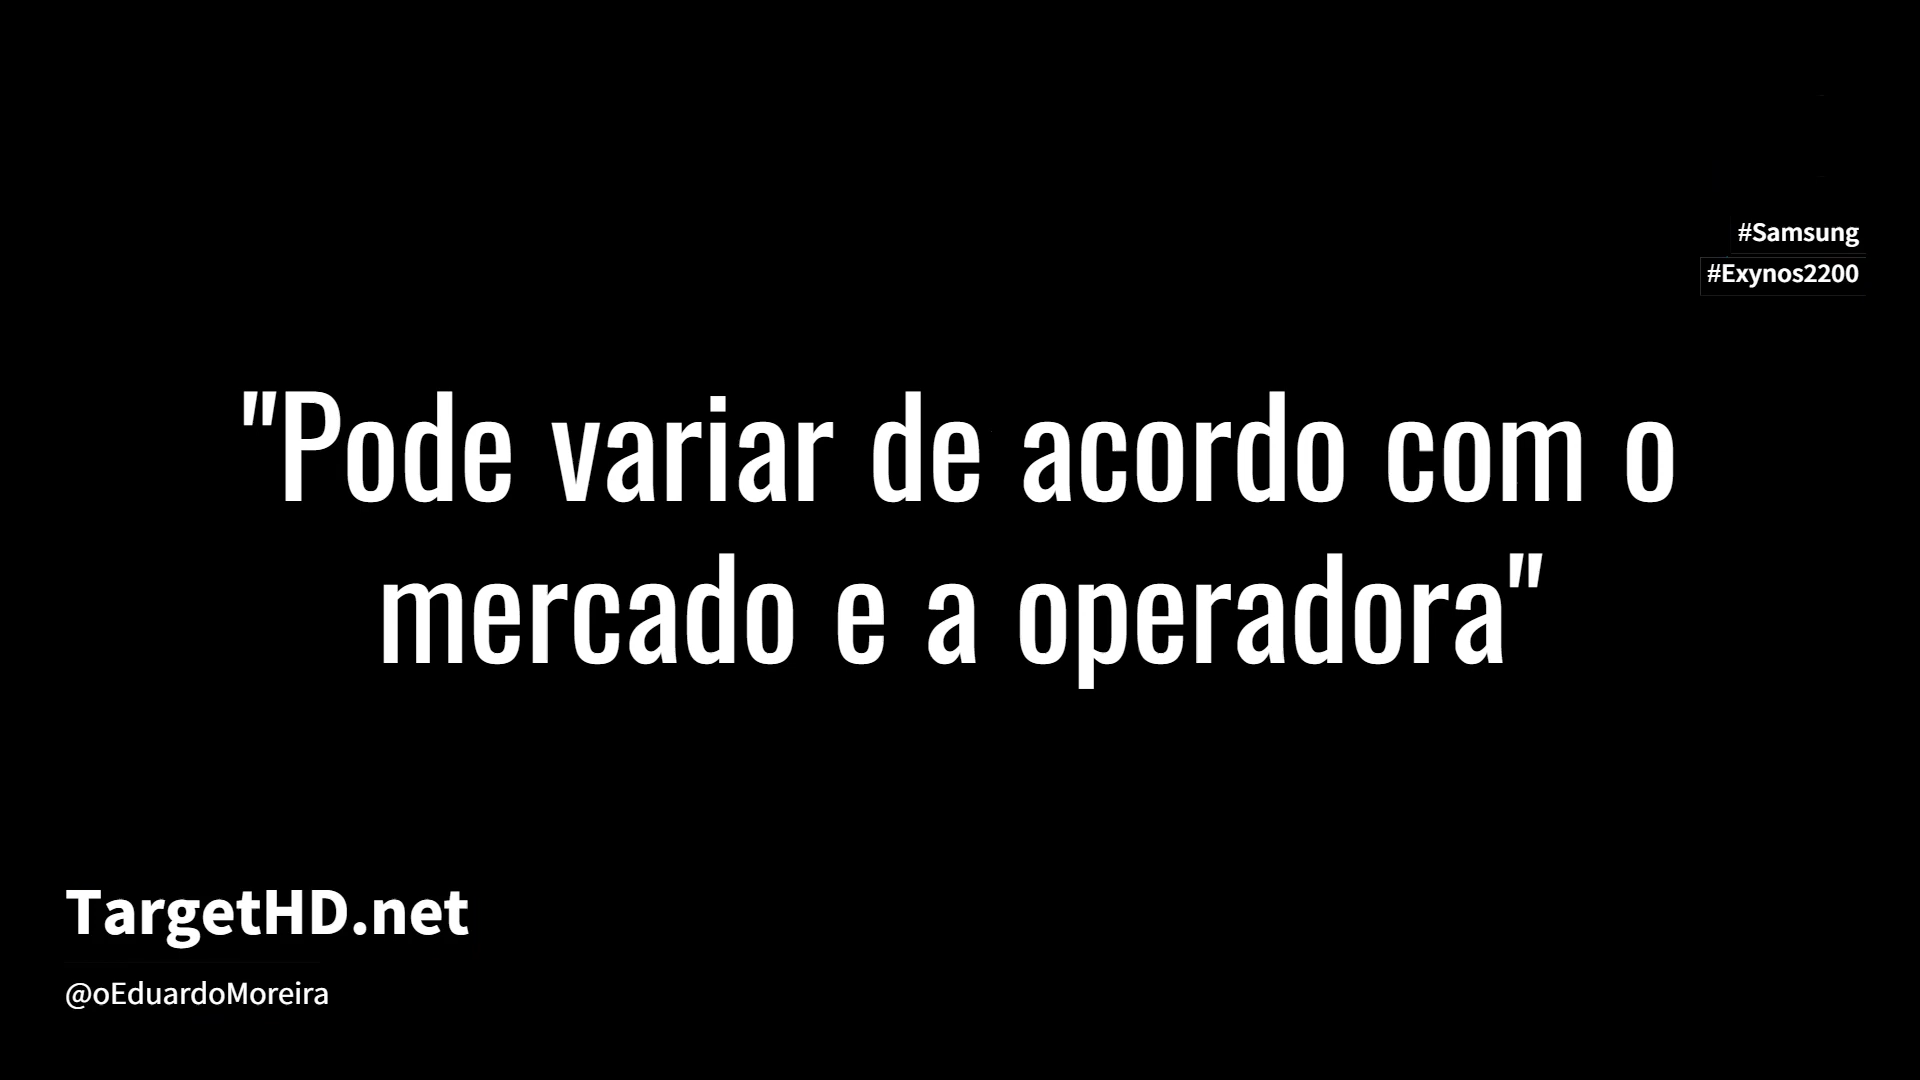 #Samsung
#Exynos2200
"Pode variar de acordo com o
mercado e a operadora"
TargetHD.net
@oEduardoMoreira